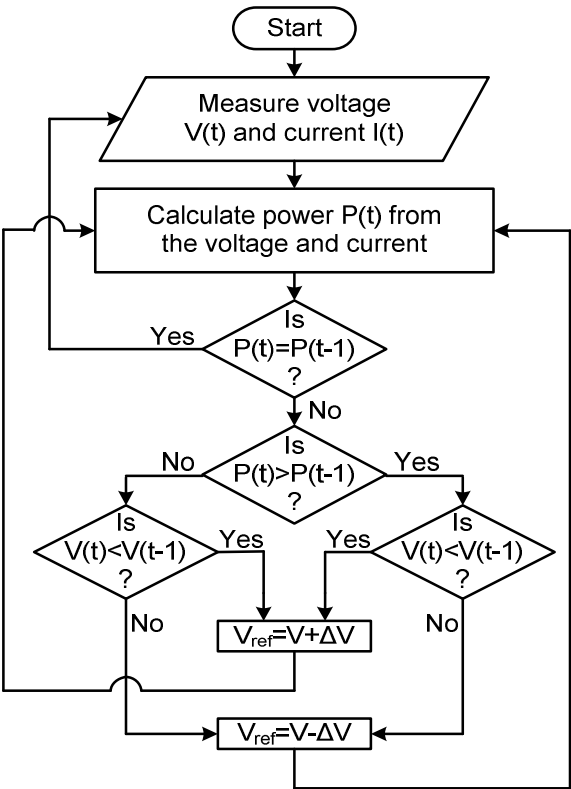 Start
Measure voltage
V(t) and current I(t)
Calculate power P(t) from
the voltage and current
Yes
Is
P(t)=P(t-1)
?
No
Is
P(t)>P(t-1)
?
No
Yes
Is
V(t)<V(t-1)
?
Yes
No
Is
V(t)<V(t-1)
?
Yes
No
Vref=V+ΔV
Vref=V-ΔV